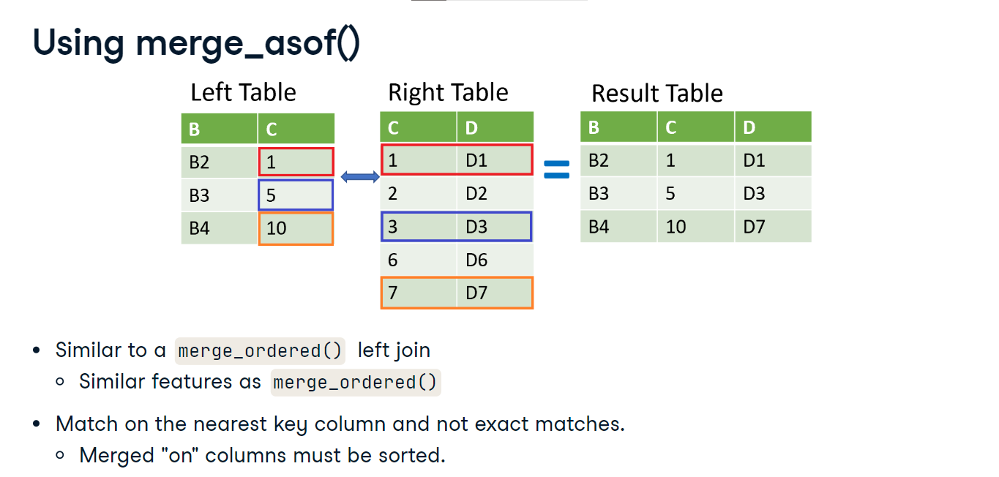 Using merge_asof()
Left Table
B C
B2 1
B3 5
B4 10
Right Table
C D
1 D1
2 D2
3 D3
6 D6
7 D7
Result Table
B C D
B2 1 D1
B3 5 D3
B4 10 D7
• Similar to a merge_ordered() left join
○ Similar features as merge_ordered()
• Match on the nearest key column and not exact matches.
○ Merged "on" columns must be sorted.